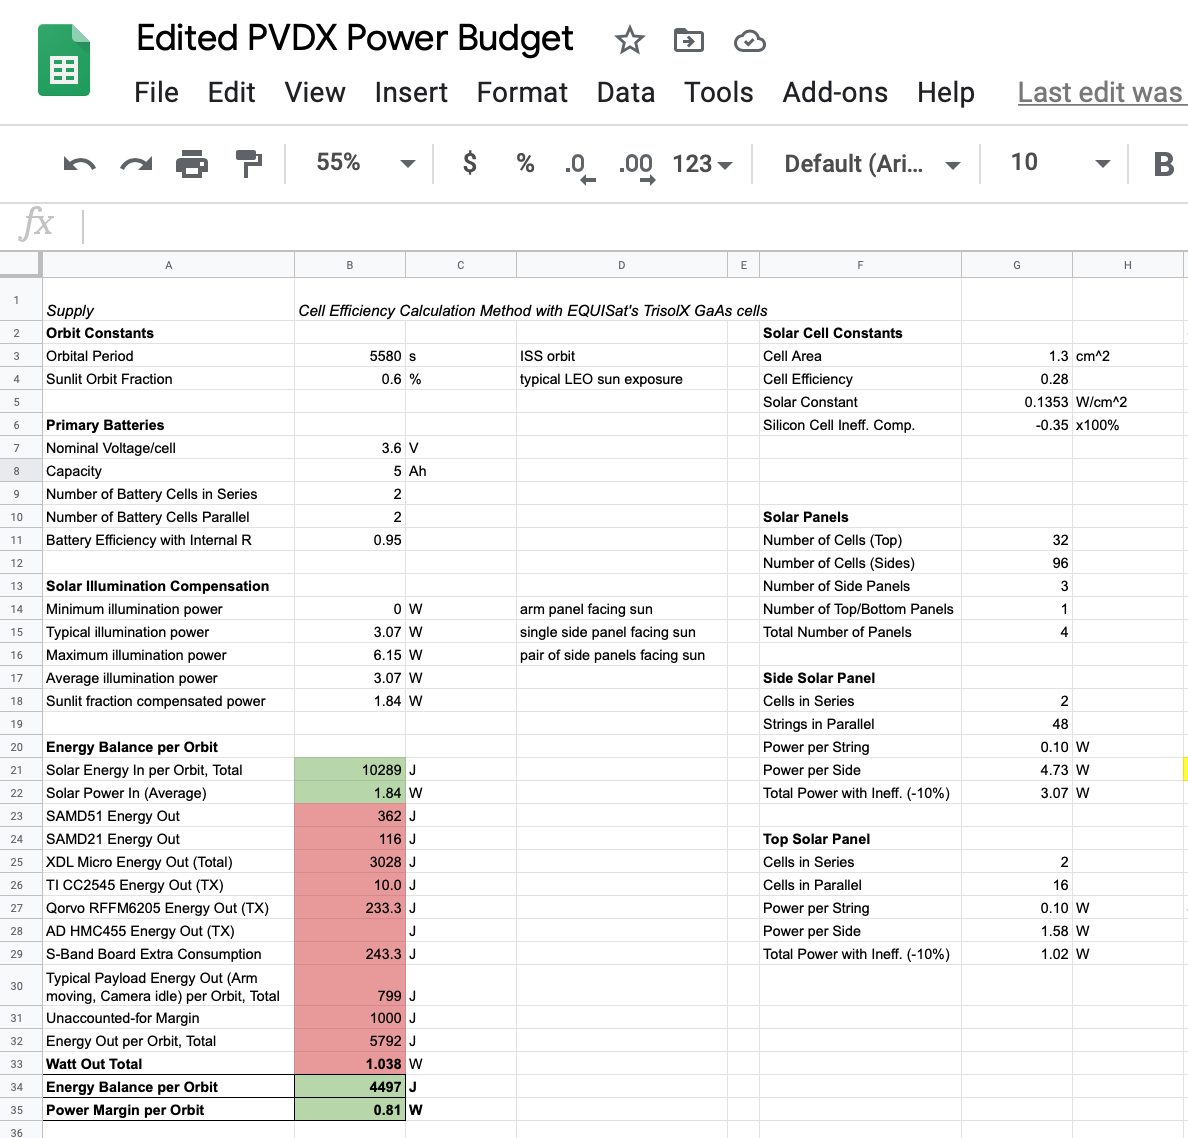 Edited PVDX Power Budget
File Edit View Insert Format Data Tools Add-ons Help Last edit was
55% $ % .0 .00 123 Default (Ari... 10 B
fx
A B C D E F G H
1 Supply Cell Efficiency Calculation Method with EQUISat's TrisolX GaAs cells
2 Orbit Constants Solar Cell Constants
3 Orbital Period 5580 s ISS orbit Cell Area 1.3 cm^2
4 Sunlit Orbit Fraction 0.6 % typical LEO sun exposure Cell Efficiency 0.28
5 Solar Constant 0.1353 W/cm^2
6 Primary Batteries Silicon Cell Ineff. Comp. -0.35 x100%
7 Nominal Voltage/cell 3.6 V
8 Capacity 5 Ah
9 Number of Battery Cells in Series 2
10 Number of Battery Cells Parallel 2 Solar Panels
11 Battery Efficiency with Internal R 0.95 Number of Cells (Top) 32
12 Number of Cells (Sides) 96
13 Solar Illumination Compensation Number of Side Panels 3
14 Minimum illumination power 0 W arm panel facing sun Number of Top/Bottom Panels 1
15 Typical illumination power 3.07 W single side panel facing sun Total Number of Panels 4
16 Maximum illumination power 6.15 W pair of side panels facing sun
17 Average illumination power 3.07 W Side Solar Panel
18 Sunlit fraction compensated power 1.84 W Cells in Series 2
19 Strings in Parallel 48
20 Energy Balance per Orbit Power per String 0.10 W
21 Solar Energy In per Orbit, Total 10289 J Power per Side 4.73 W
22 Solar Power In (Average) 1.84 W Total Power with Ineff. (-10%) 3.07 W
23 SAMD51 Energy Out 362 J
24 SAMD21 Energy Out 116 J Top Solar Panel
25 XDL Micro Energy Out (Total) 3028 J Cells in Series 2
26 TI CC2545 Energy Out (TX) 10.0 J Cells in Parallel 16
27 Qorvo RFFM6205 Energy Out (TX) 233.3 J Power per String 0.10 W
28 AD HMC455 Energy Out (TX) J Power per Side 1.58 W
29 S-Band Board Extra Consumption 243.3 J Total Power with Ineff. (-10%) 1.02 W
30 Typical Payload Energy Out (Arm
moving, Camera idle) per Orbit, Total 799 J
31 Unaccounted-for Margin 1000 J
32 Energy Out per Orbit, Total 5792 J
33 Watt Out Total 1.038 W
34 Energy Balance per Orbit 4497 J
35 Power Margin per Orbit 0.81 W
36